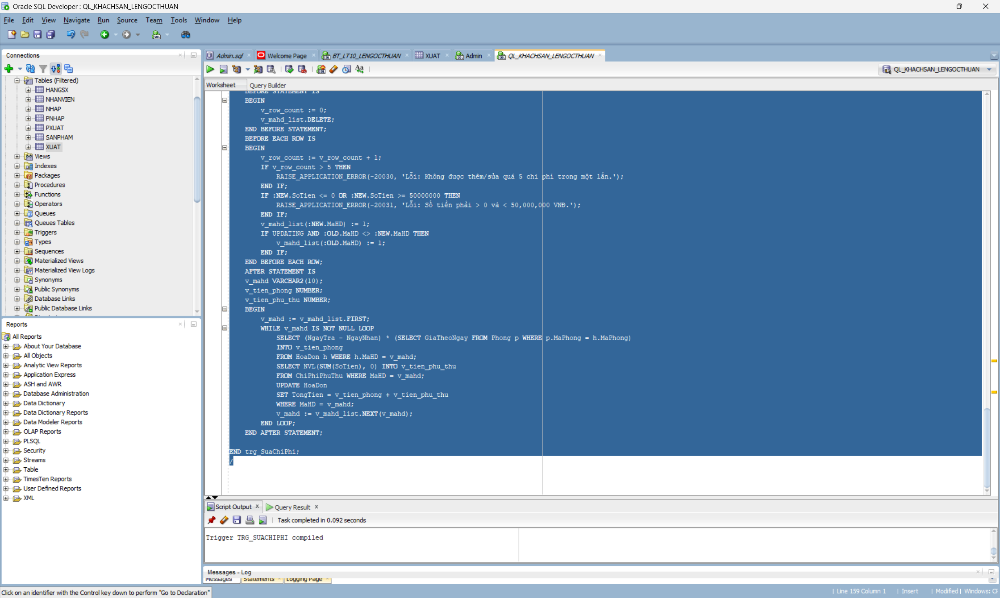 Oracle SQL Developer : QL_KHACHSAN_LENGOCTHUAN
File Edit View Navigate Run Source Team Tools Window Help
Connections
Tables (Filtered)
HANGSX
NHANVIEN
NHAP
PNHAP
PXUAT
SANPHAM
XUAT
Views
Indexes
Packages
Procedures
Functions
Operators
Queues
Queues Tables
Triggers
Types
Sequences
Materialized Views
Materialized View Logs
Synonyms
Public Synonyms
Database Links
Public Database Links
Reports
All Reports
About Your Database
All Objects
Analytic View Reports
Application Express
ASH and AWR
Database Administration
Data Dictionary
Data Dictionary Reports
Data Modeler Reports
OLAP Reports
PLSQL
Security
Streams
Table
TimesTen Reports
User Defined Reports
XML
Admin.sql Welcome Page BT_LT10_LENGOCTHUAN XUAT Admin QL_KHACHSAN_LENGOCTHUAN
QL_KHACHSAN_LENGOCTHUAN
Worksheet Query Builder
BEFORE STATEMENT IS
BEGIN
v_row_count := 0;
v_mahd_list.DELETE;
END BEFORE STATEMENT;
BEFORE EACH ROW IS
BEGIN
v_row_count := v_row_count + 1;
IF v_row_count > 5 THEN
RAISE_APPLICATION_ERROR(-20030, 'Lỗi: Không được thêm/sửa quá 5 chi phí trong một lần.');
END IF;
IF :NEW.SoTien <= 0 OR :NEW.SoTien >= 50000000 THEN
RAISE_APPLICATION_ERROR(-20031, 'Lỗi: Số tiền phải > 0 và < 50,000,000 VNĐ.');
END IF;
v_mahd_list(:NEW.MaHD) := 1;
IF UPDATING AND :OLD.MaHD <> :NEW.MaHD THEN
v_mahd_list(:OLD.MaHD) := 1;
END IF;
END BEFORE EACH ROW;
AFTER STATEMENT IS
v_mahd VARCHAR2(10);
v_tien_phong NUMBER;
v_tien_phu_thu NUMBER;
BEGIN
v_mahd := v_mahd_list.FIRST;
WHILE v_mahd IS NOT NULL LOOP
SELECT (NgayTra - NgayNhan) * (SELECT GiaTheoNgay FROM Phong p WHERE p.MaPhong = h.MaPhong)
INTO v_tien_phong
FROM HoaDon h WHERE h.MaHD = v_mahd;
SELECT NVL(SUM(SoTien), 0) INTO v_tien_phu_thu
FROM ChiPhiPhuThu WHERE MaHD = v_mahd;
UPDATE HoaDon
SET TongTien = v_tien_phong + v_tien_phu_thu
WHERE MaHD = v_mahd;
v_mahd := v_mahd_list.NEXT(v_mahd);
END LOOP;
END AFTER STATEMENT;
END trg_SuaChiPhi;
/
Script Output Query Result
Task completed in 0.092 seconds
Trigger TRG_SUACHIPHI compiled
Messages - Log
Messages Statements Logging Page
Click on an identifier with the Control key down to perform "Go to Declaration"
Line 159 Column 1 Insert Modified Windows: